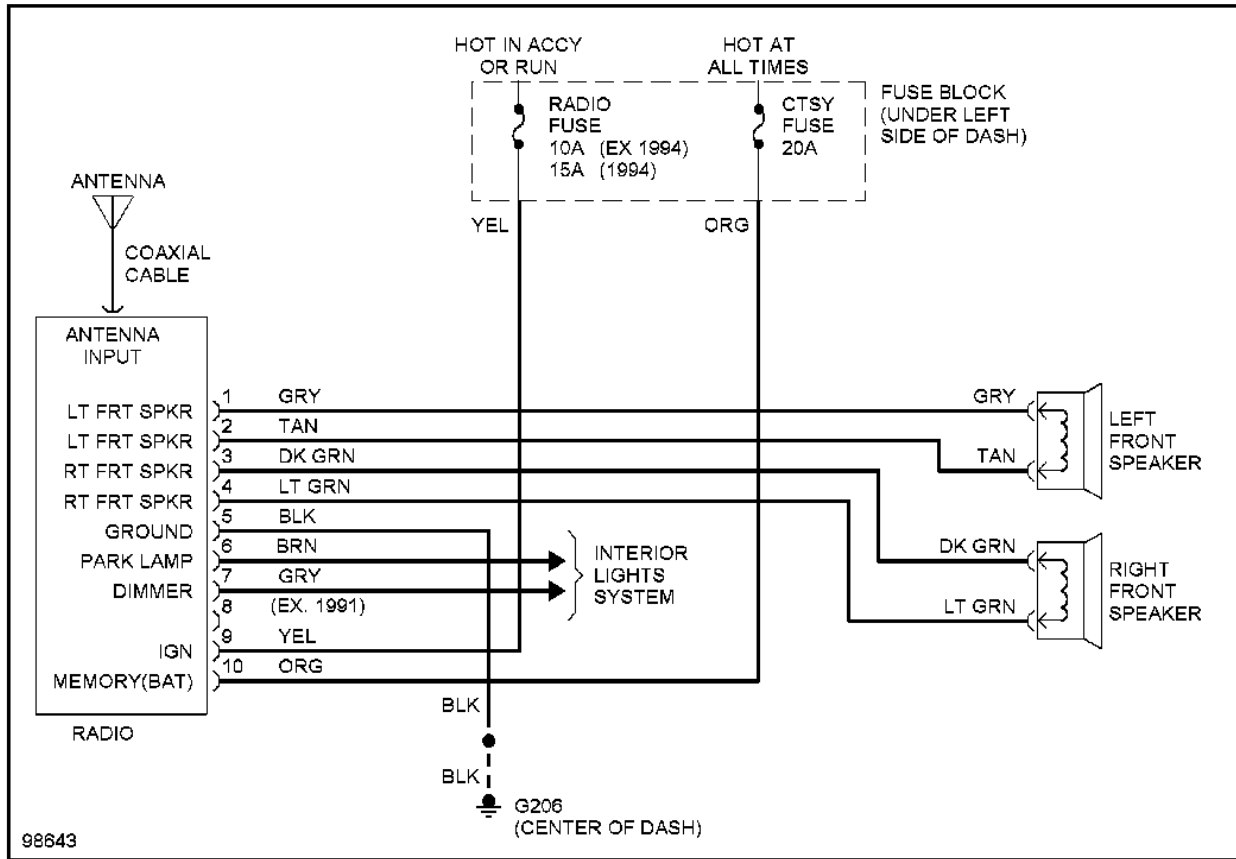 HOT IN ACCY
OR RUN
HOT AT
ALL TIMES
RADIO
FUSE
10A (EX 1994)
15A (1994)
CTSY
FUSE
20A
FUSE BLOCK
(UNDER LEFT
SIDE OF DASH)
YEL
ORG
ANTENNA
COAXIAL
CABLE
ANTENNA
INPUT
LT FRT SPKR
1
GRY
LT FRT SPKR
2
TAN
RT FRT SPKR
3
DK GRN
RT FRT SPKR
4
LT GRN
GROUND
5
BLK
PARK LAMP
6
BRN
DIMMER
7
GRY
8
(EX. 1991)
IGN
9
YEL
MEMORY(BAT)
10
ORG
RADIO
INTERIOR
LIGHTS
SYSTEM
GRY
TAN
LEFT
FRONT
SPEAKER
DK GRN
LT GRN
RIGHT
FRONT
SPEAKER
BLK
BLK
G206
(CENTER OF DASH)
98643